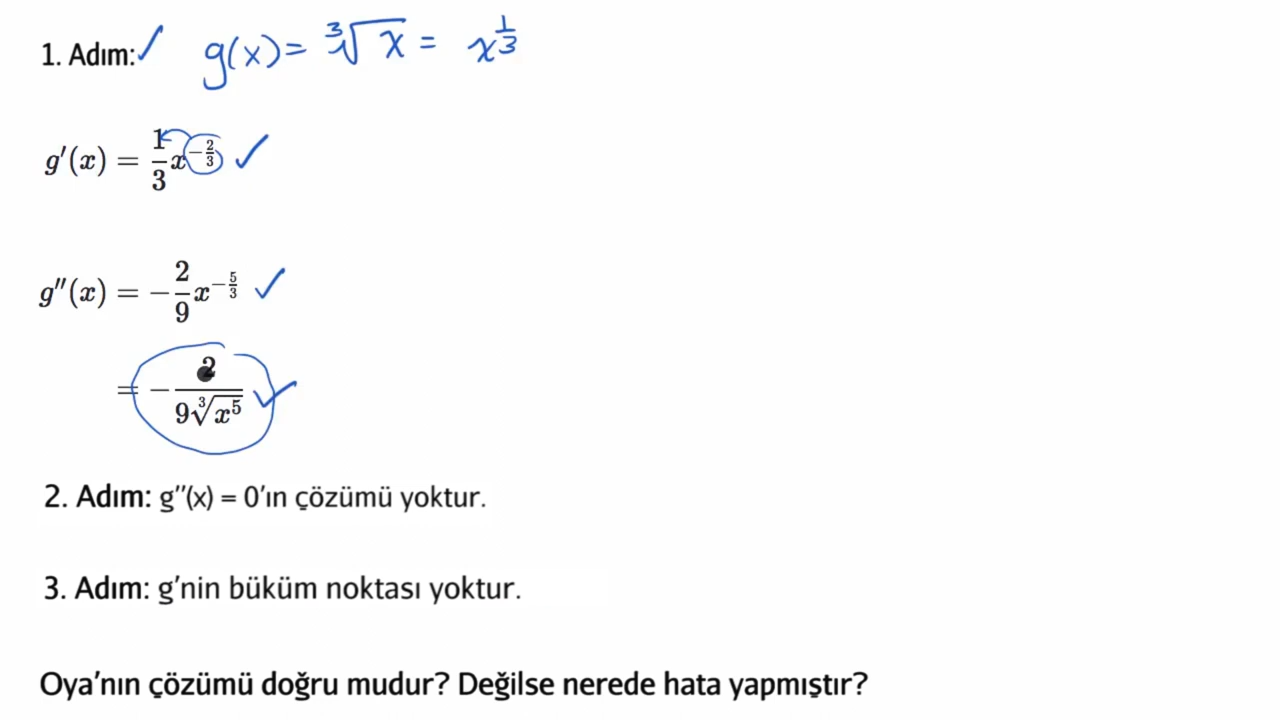 1. Adım: ✓ g(x) = ∛x = x^{1/3}
g′(x) = 1/3 x^{-2/3} ✓
g″(x) = - 2/9 x^{-5/3} ✓
= - 2/(9∛(x^5)) ✓
2. Adım: g″(x) = 0′ın çözümü yoktur.
3. Adım: g′nin büküm noktası yoktur.
Oya′nın çözümü doğru mudur? Değilse nerede hata yapmıştır?